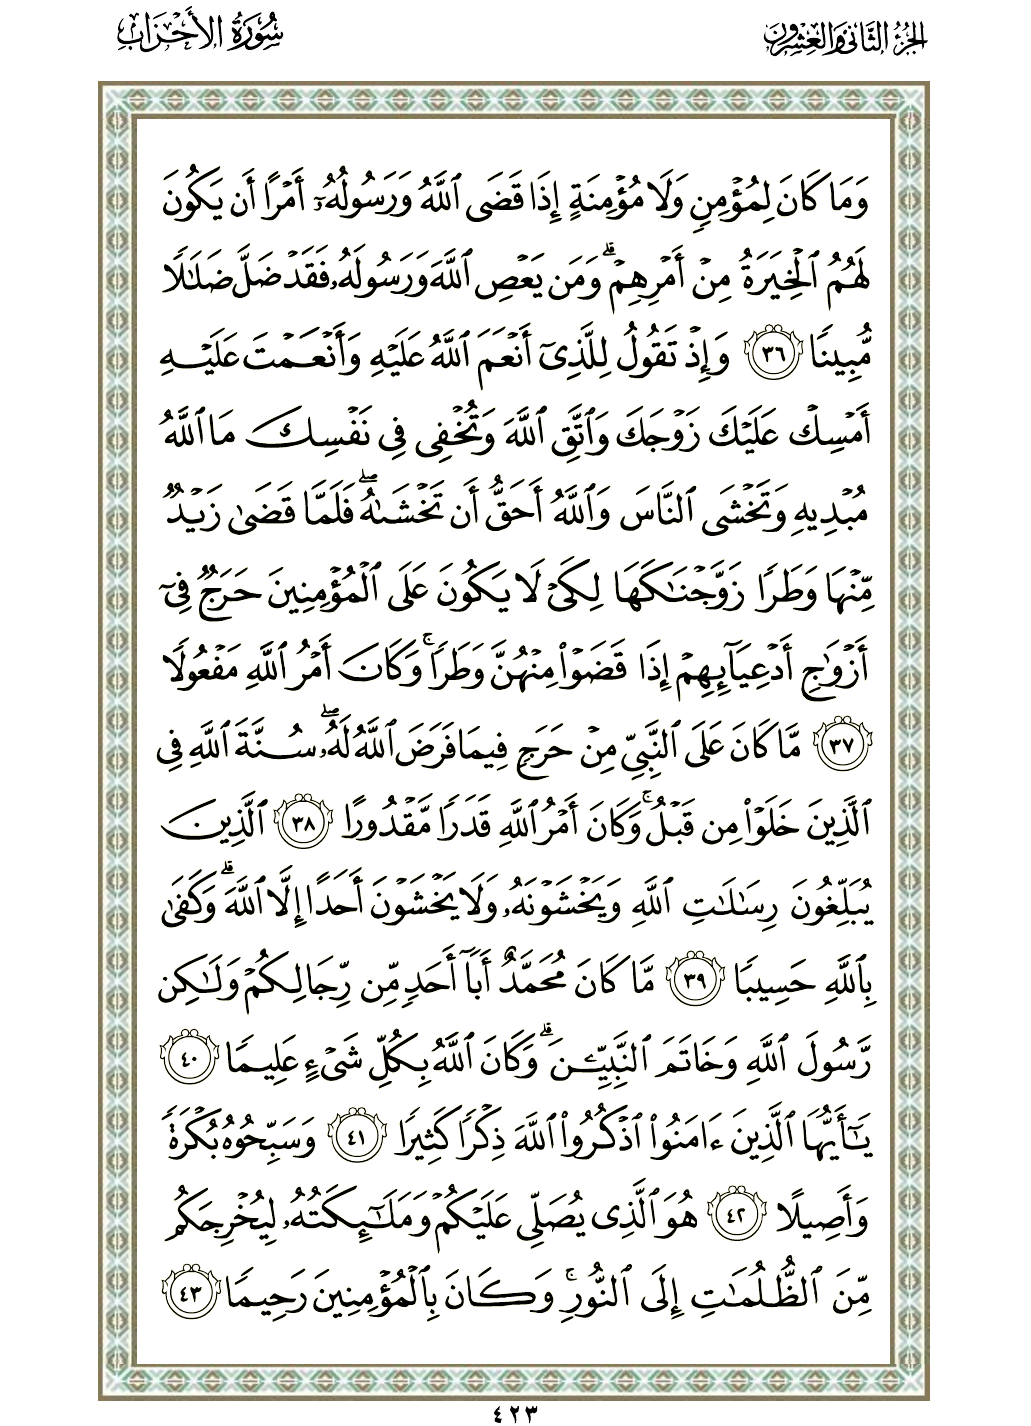 الجزء الثاني والعشرون
سورة الأحزاب
وَمَا كَانَ لِمُؤْمِنٍ وَلَا مُؤْمِنَةٍ إِذَا قَضَى ٱللَّهُ وَرَسُولُهُۥٓ أَمْرًا أَن يَكُونَ
لَهُمُ ٱلْخِيَرَةُ مِنْ أَمْرِهِمْ ۗ وَمَن يَعْصِ ٱللَّهَ وَرَسُولَهُۥ فَقَدْ ضَلَّ ضَلَـٰلًا
مُّبِينًا ٣٦ وَإِذْ تَقُولُ لِلَّذِىٓ أَنْعَمَ ٱللَّهُ عَلَيْهِ وَأَنْعَمْتَ عَلَيْهِ
أَمْسِكْ عَلَيْكَ زَوْجَكَ وَٱتَّقِ ٱللَّهَ وَتُخْفِى فِى نَفْسِكَ مَا ٱللَّهُ
مُبْدِيهِ وَتَخْشَى ٱلنَّاسَ وَٱللَّهُ أَحَقُّ أَن تَخْشَىٰهُ ۖ فَلَمَّا قَضَىٰ زَيْدٌ
مِّنْهَا وَطَرًا زَوَّجْنَـٰكَهَا لِكَىْ لَا يَكُونَ عَلَى ٱلْمُؤْمِنِينَ حَرَجٌ فِىٓ
أَزْوَٰجِ أَدْعِيَآئِهِمْ إِذَا قَضَوْا۟ مِنْهُنَّ وَطَرًا ۚ وَكَانَ أَمْرُ ٱللَّهِ مَفْعُولًا
٣٧ مَّا كَانَ عَلَى ٱلنَّبِىِّ مِنْ حَرَجٍ فِيمَا فَرَضَ ٱللَّهُ لَهُۥ ۖ سُنَّةَ ٱللَّهِ فِى
ٱلَّذِينَ خَلَوْا۟ مِن قَبْلُ ۚ وَكَانَ أَمْرُ ٱللَّهِ قَدَرًا مَّقْدُورًا ٣٨ ٱلَّذِينَ
يُبَلِّغُونَ رِسَـٰلَـٰتِ ٱللَّهِ وَيَخْشَوْنَهُۥ وَلَا يَخْشَوْنَ أَحَدًا إِلَّا ٱللَّهَ ۗ وَكَفَىٰ
بِٱللَّهِ حَسِيبًا ٣٩ مَّا كَانَ مُحَمَّدٌ أَبَآ أَحَدٍ مِّن رِّجَالِكُمْ وَلَـٰكِن
رَّسُولَ ٱللَّهِ وَخَاتَمَ ٱلنَّبِيِّـۧنَ ۗ وَكَانَ ٱللَّهُ بِكُلِّ شَىْءٍ عَلِيمًا ٤٠
يَـٰٓأَيُّهَا ٱلَّذِينَ ءَامَنُوا۟ ٱذْكُرُوا۟ ٱللَّهَ ذِكْرًا كَثِيرًا ٤١ وَسَبِّحُوهُ بُكْرَةً
وَأَصِيلًا ٤٢ هُوَ ٱلَّذِى يُصَلِّى عَلَيْكُمْ وَمَلَـٰٓئِكَتُهُۥ لِيُخْرِجَكُم
مِّنَ ٱلظُّلُمَـٰتِ إِلَى ٱلنُّورِ ۚ وَكَانَ بِٱلْمُؤْمِنِينَ رَحِيمًا ٤٣
٤٢٣